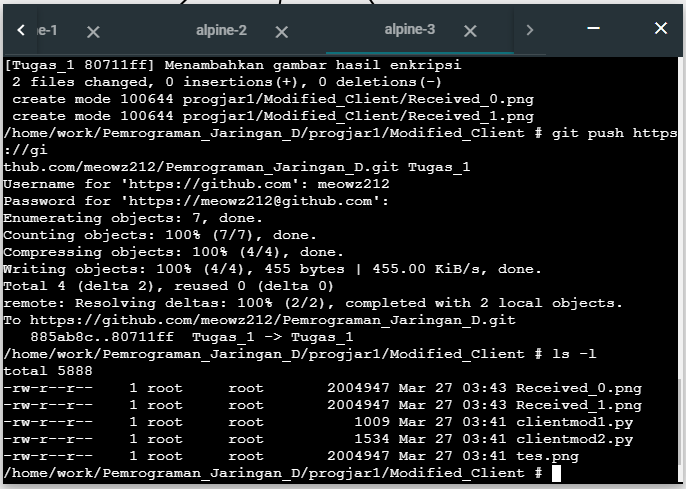 e-1
alpine-2
alpine-3
[Tugas_1 80711ff] Menambahkan gambar hasil enkripsi
2 files changed, 0 insertions(+), 0 deletions(-)
create mode 100644 progjar1/Modified_Client/Received_0.png
create mode 100644 progjar1/Modified_Client/Received_1.png
/home/work/Pemrograman_Jaringan_D/progjar1/Modified_Client # git push https
://gi
thub.com/meowz212/Pemrograman_Jaringan_D.git Tugas_1
Username for 'https://github.com': meowz212
Password for 'https://meowz212@github.com':
Enumerating objects: 7, done.
Counting objects: 100% (7/7), done.
Compressing objects: 100% (4/4), done.
Writing objects: 100% (4/4), 455 bytes | 455.00 KiB/s, done.
Total 4 (delta 2), reused 0 (delta 0)
remote: Resolving deltas: 100% (2/2), completed with 2 local objects.
To https://github.com/meowz212/Pemrograman_Jaringan_D.git
885ab8c..80711ff  Tugas_1 -> Tugas_1
/home/work/Pemrograman_Jaringan_D/progjar1/Modified_Client # ls -l
total 5888
-rw-r--r-- 1 root root 2004947 Mar 27 03:43 Received_0.png
-rw-r--r-- 1 root root 2004947 Mar 27 03:43 Received_1.png
-rw-r--r-- 1 root root 1009 Mar 27 03:41 clientmod1.py
-rw-r--r-- 1 root root 1534 Mar 27 03:41 clientmod2.py
-rw-r--r-- 1 root root 2004947 Mar 27 03:41 tes.png
/home/work/Pemrograman_Jaringan_D/progjar1/Modified_Client #